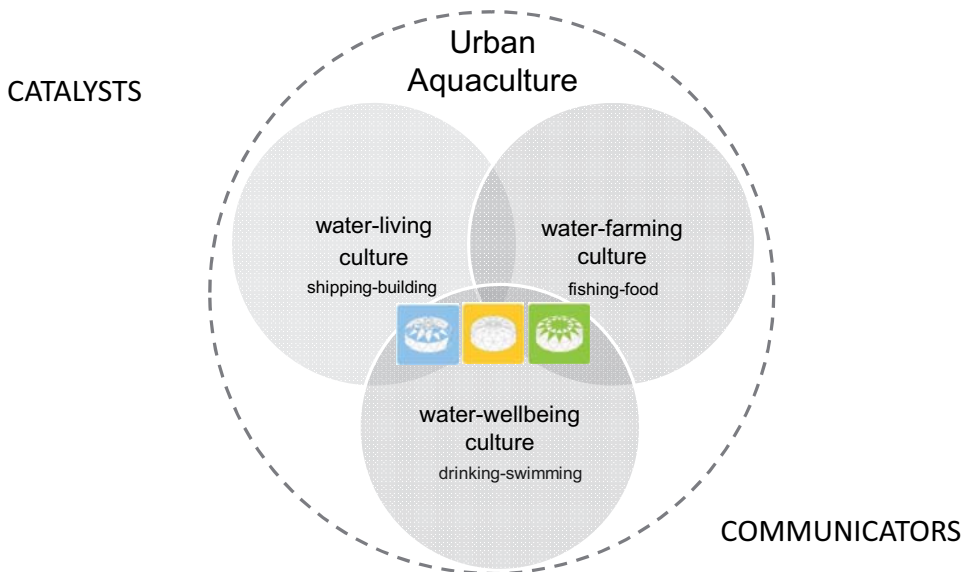 Urban
Aquaculture
CATALYSTS
water-living
culture
shipping-building
water-farming
culture
fishing-food
water-wellbeing
culture
drinking-swimming
COMMUNICATORS